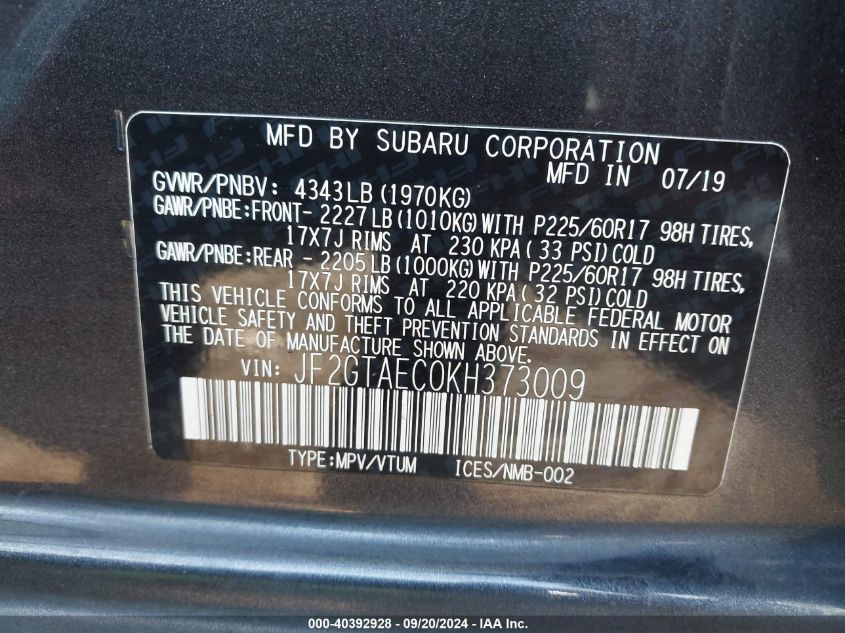 MFD BY SUBARU CORPORATION
MFD IN 07/19
GVWR/PNBV: 4343LB (1970KG)
GAWR/PNBE:FRONT- 2227LB(1010KG)WITH P225/60R17 98H TIRES,
17X7J RIMS AT 230 KPA(33 PSI)COLD
GAWR/PNBE:REAR - 2205LB(1000KG)WITH P225/60R17 98H TIRES,
17X7J RIMS AT 220 KPA(32 PSI)COLD
THIS VEHICLE CONFORMS TO ALL APPLICABLE FEDERAL MOTOR
VEHICLE SAFETY AND THEFT PREVENTION STANDARDS IN EFFECT ON
THE DATE OF MANUFACTURE SHOWN ABOVE.
VIN: JF2GTAEC0KH373009
TYPE:MPV/VTUM ICES/NMB-002
000-40392928 - 09/20/2024 - IAA Inc.